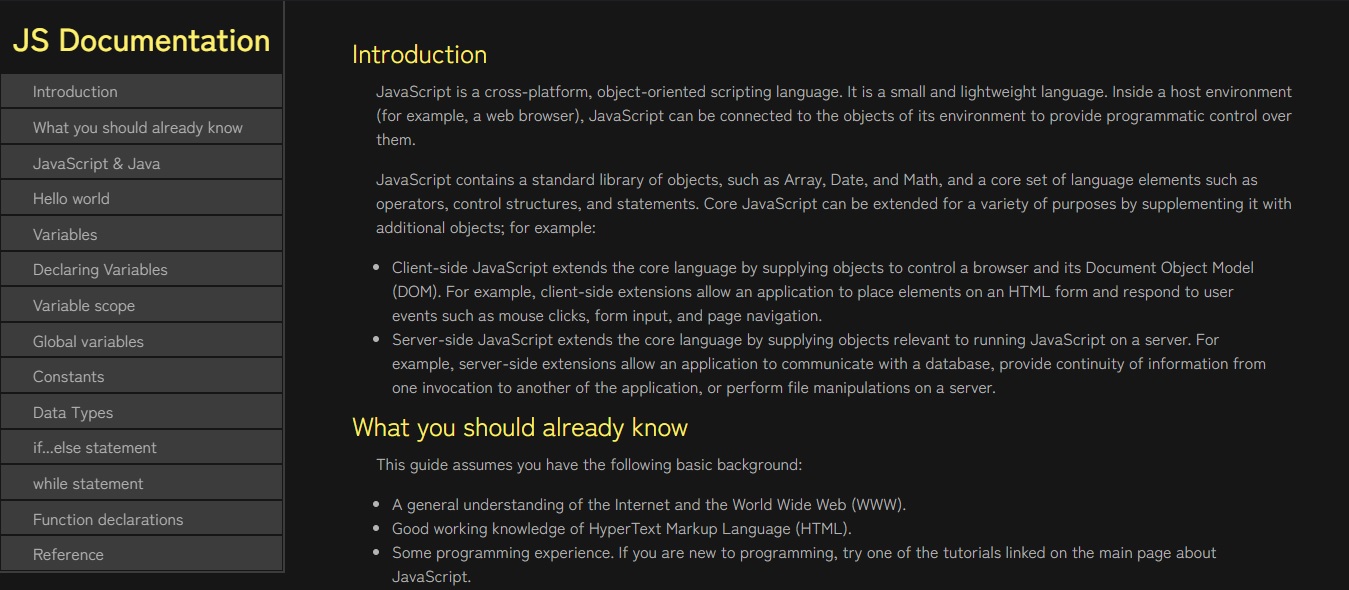 JS Documentation
Introduction
What you should already know
JavaScript & Java
Hello world
Variables
Declaring Variables
Variable scope
Global variables
Constants
Data Types
if...else statement
while statement
Function declarations
Reference
Introduction
JavaScript is a cross-platform, object-oriented scripting language. It is a small and lightweight language. Inside a host environment
(for example, a web browser), JavaScript can be connected to the objects of its environment to provide programmatic control over
them.
JavaScript contains a standard library of objects, such as Array, Date, and Math, and a core set of language elements such as
operators, control structures, and statements. Core JavaScript can be extended for a variety of purposes by supplementing it with
additional objects; for example:
• Client-side JavaScript extends the core language by supplying objects to control a browser and its Document Object Model
(DOM). For example, client-side extensions allow an application to place elements on an HTML form and respond to user
events such as mouse clicks, form input, and page navigation.
• Server-side JavaScript extends the core language by supplying objects relevant to running JavaScript on a server. For
example, server-side extensions allow an application to communicate with a database, provide continuity of information from
one invocation to another of the application, or perform file manipulations on a server.
What you should already know
This guide assumes you have the following basic background:
• A general understanding of the Internet and the World Wide Web (WWW).
• Good working knowledge of HyperText Markup Language (HTML).
• Some programming experience. If you are new to programming, try one of the tutorials linked on the main page about
JavaScript.